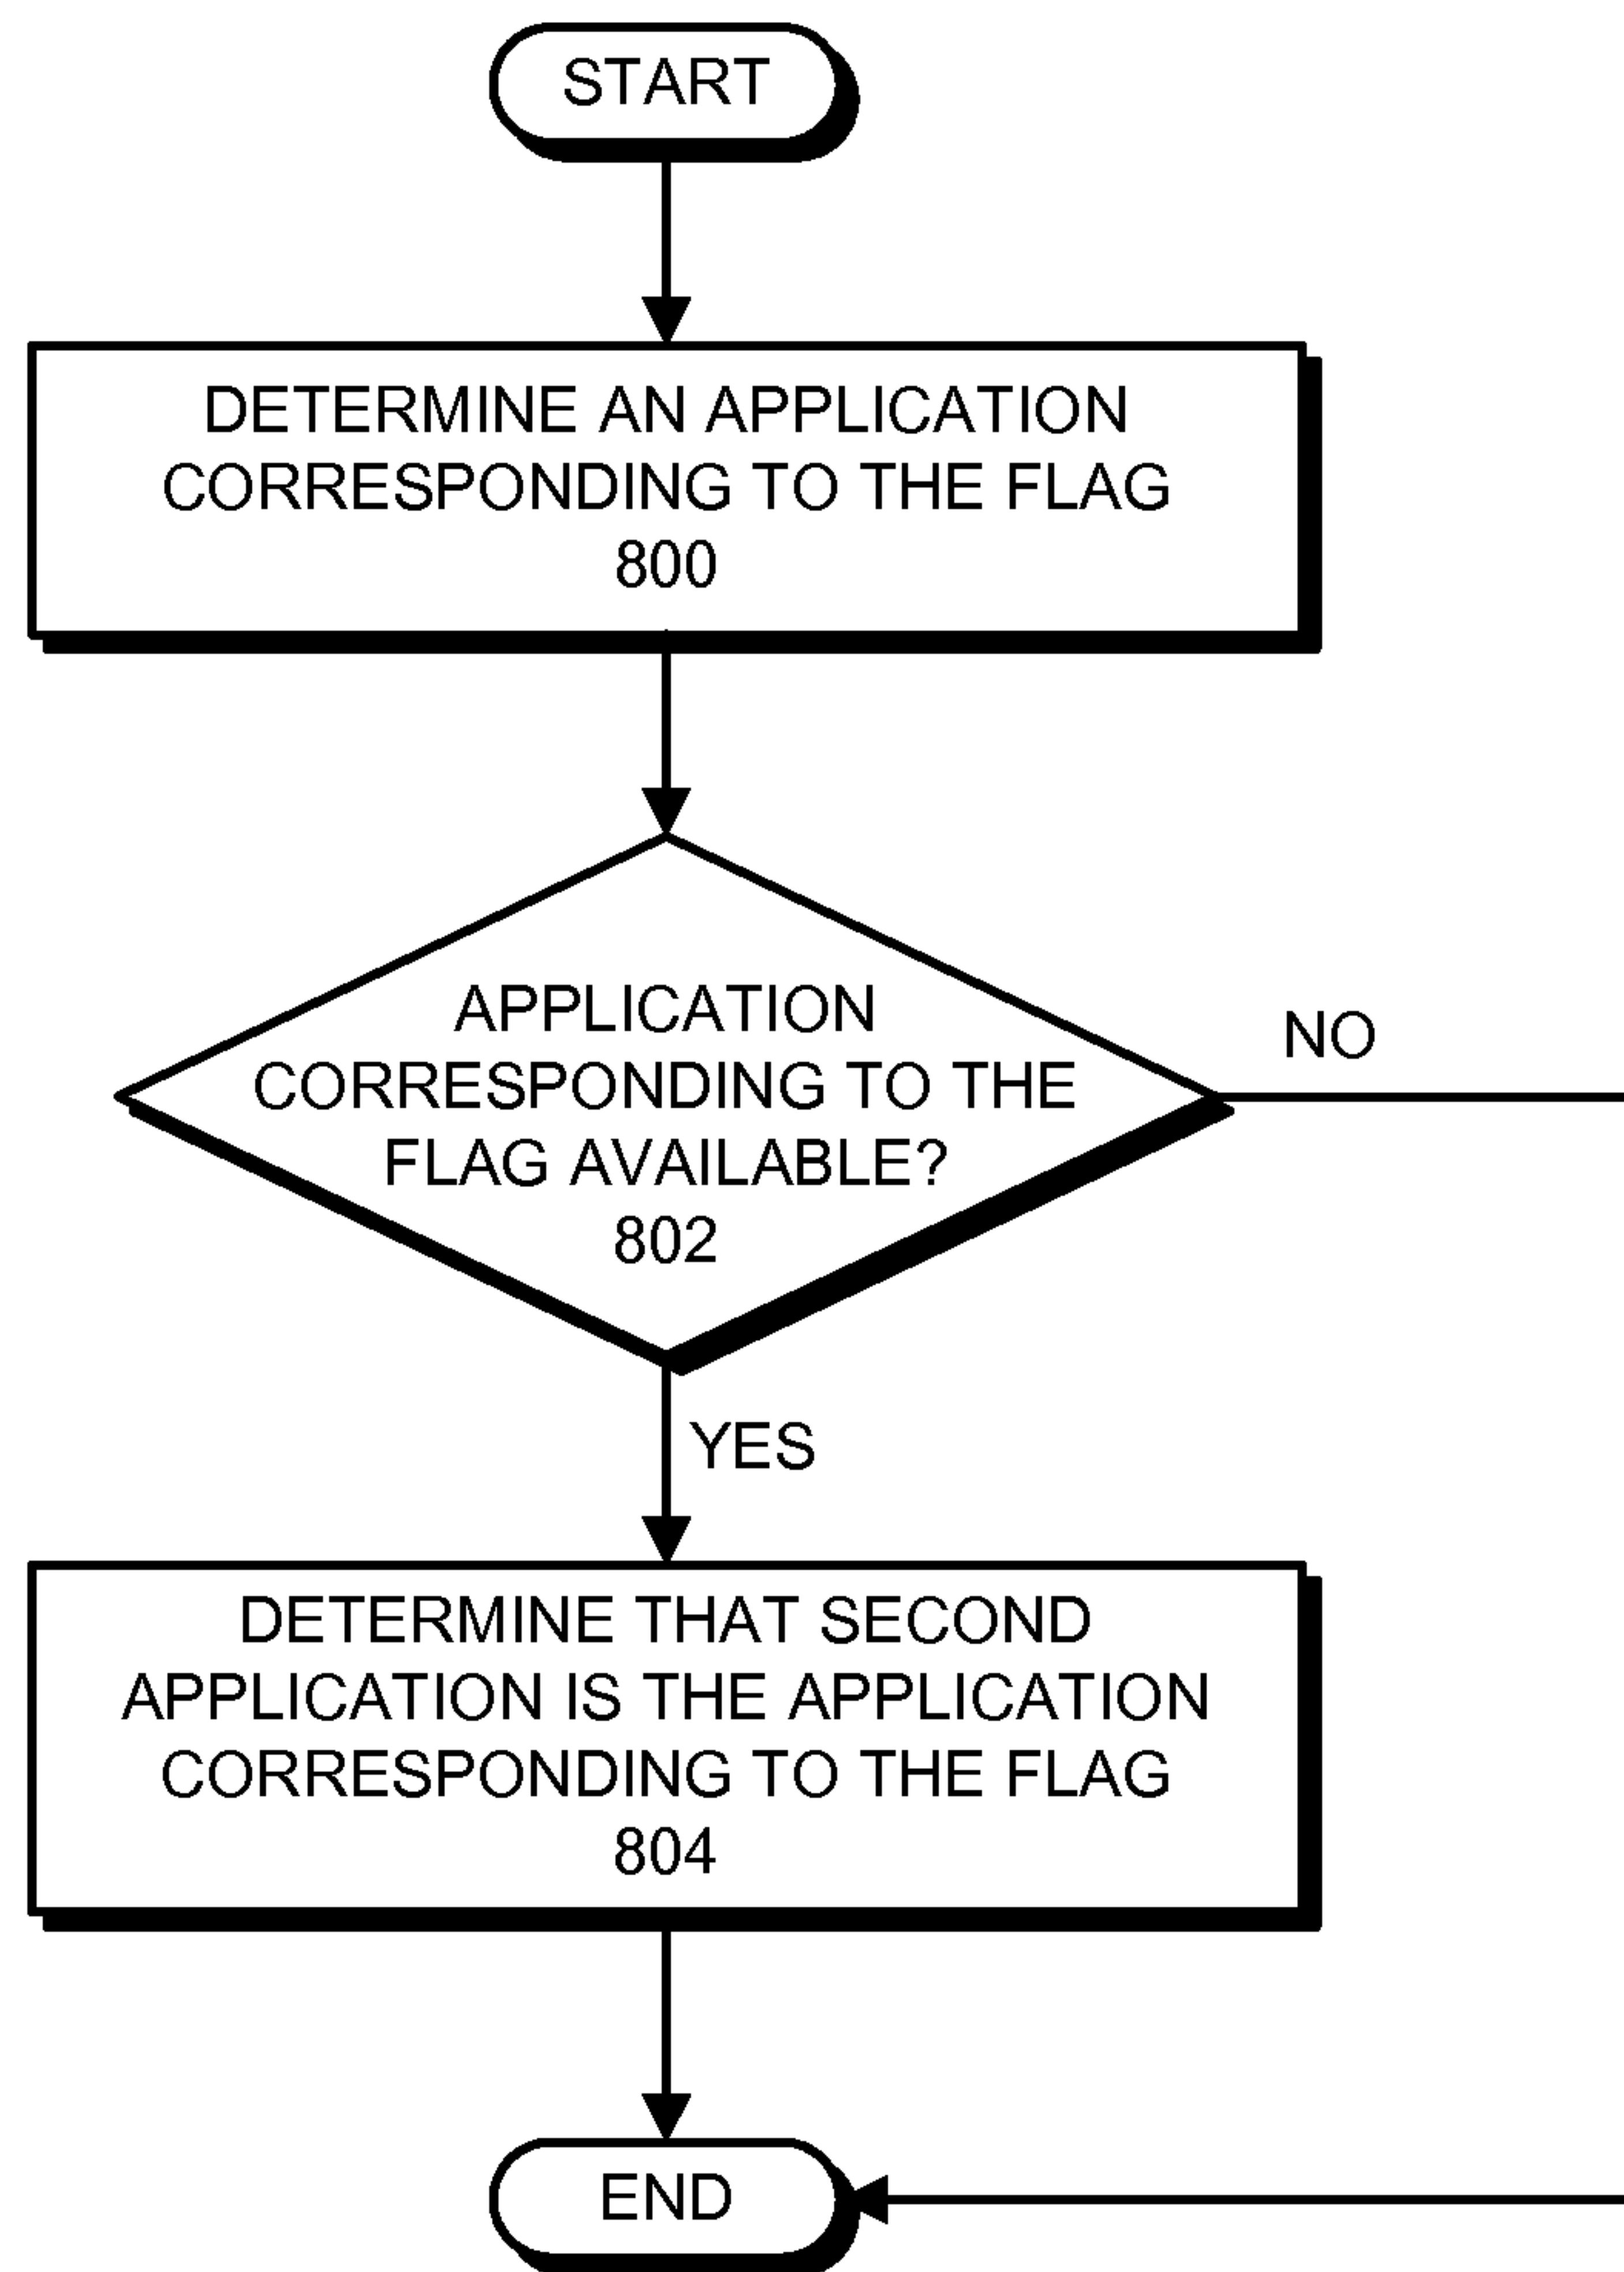 START
DETERMINE AN APPLICATION
CORRESPONDING TO THE FLAG
800
APPLICATION
CORRESPONDING TO THE
FLAG AVAILABLE?
802
NO
YES
DETERMINE THAT SECOND
APPLICATION IS THE APPLICATION
CORRESPONDING TO THE FLAG
804
END